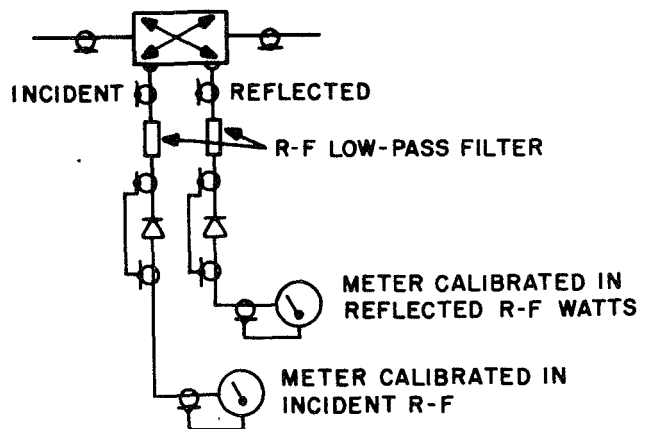 INCIDENT
REFLECTED
R-F LOW-PASS FILTER
METER CALIBRATED IN
REFLECTED R-F WATTS
METER CALIBRATED IN
INCIDENT R-F